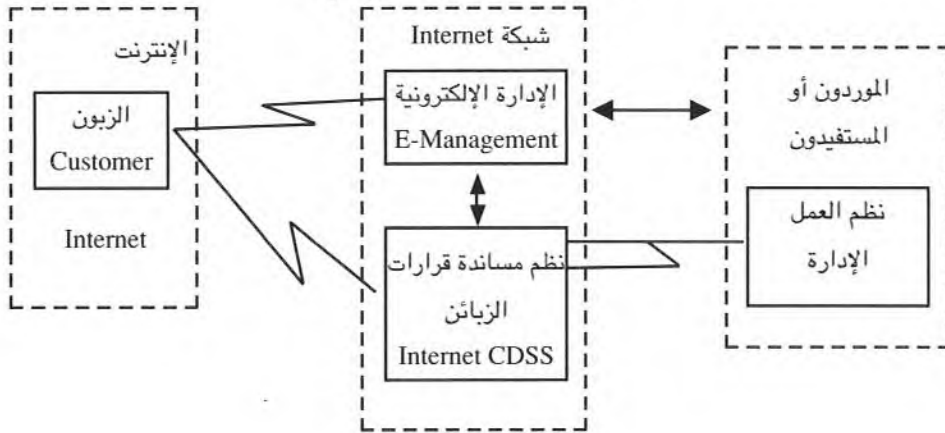 الإنترنت
الزبون
Customer
Internet
شبكة Internet
الإدارة الإلكترونية
E-Management
نظم مساندة قرارات
الزبائن
Internet CDSS
الموردون أو
المستفيدون
نظم العمل
الإدارة